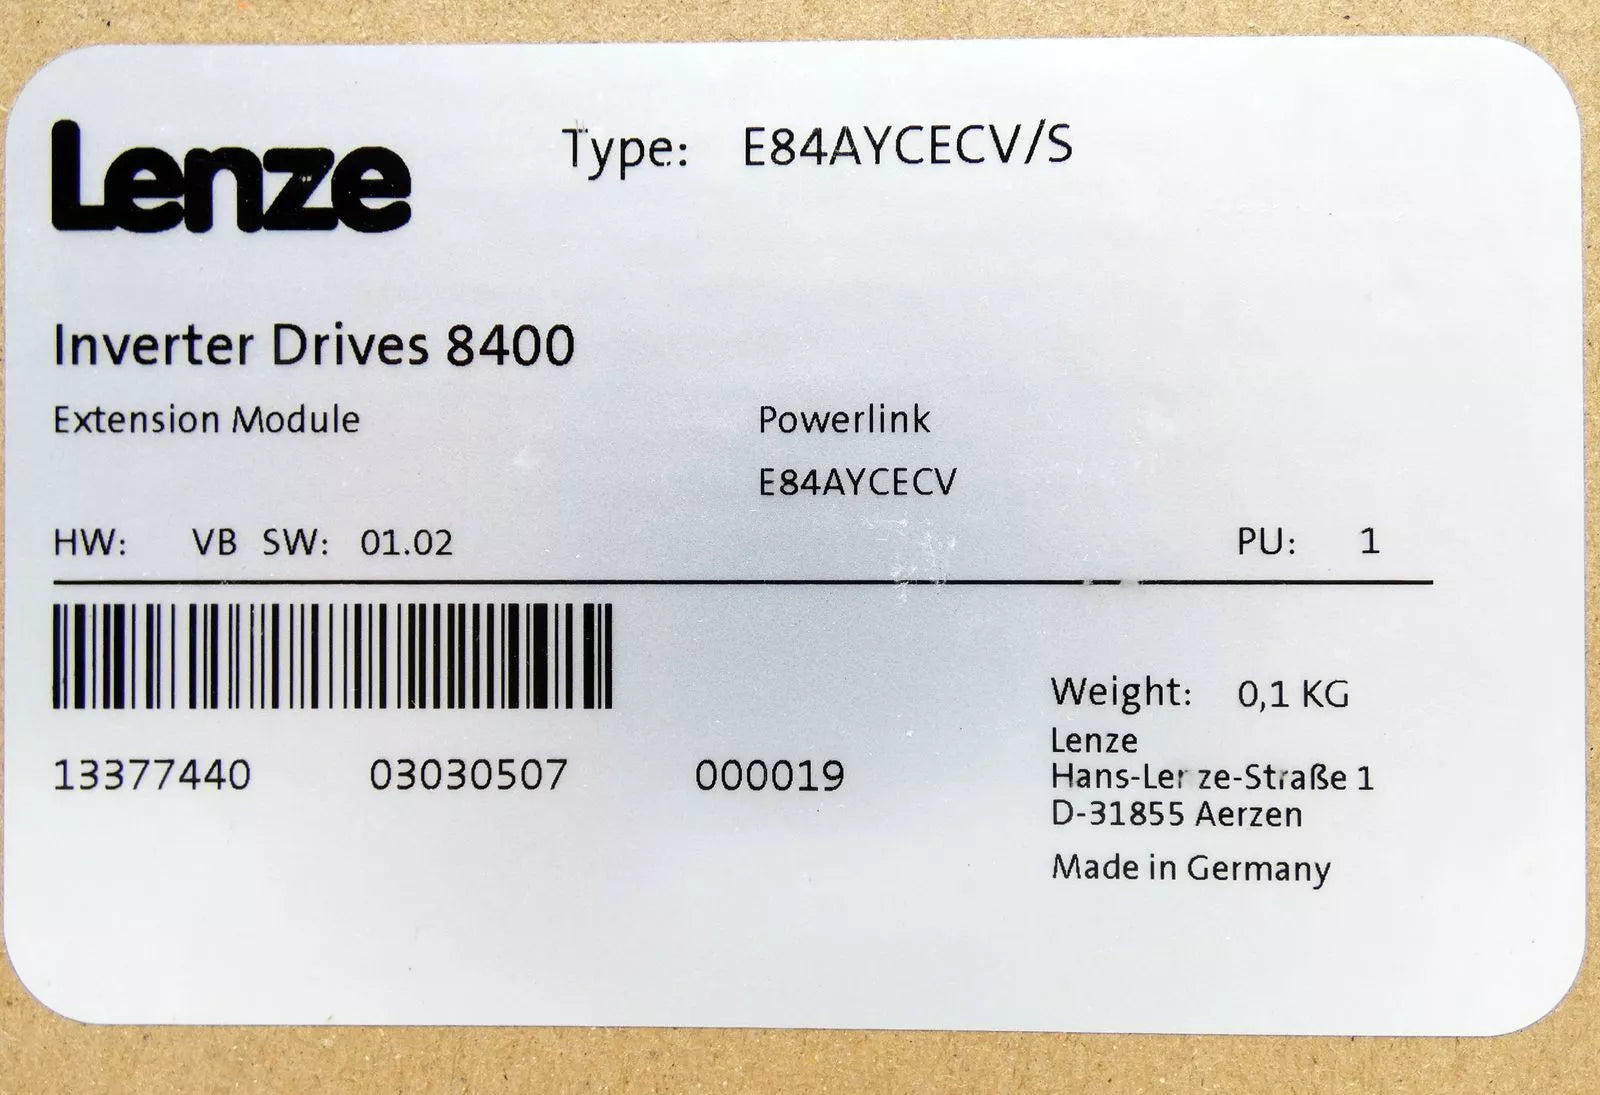 Lenze
Type: E84AYCECV/S
Inverter Drives 8400
Extension Module
Powerlink
E84AYCECV
HW: VB SW: 01.02
PU: 1
13377440 03030507 000019
Weight: 0,1 KG
Lenze
Hans-Lenze-Straße 1
D-31855 Aerzen
Made in Germany